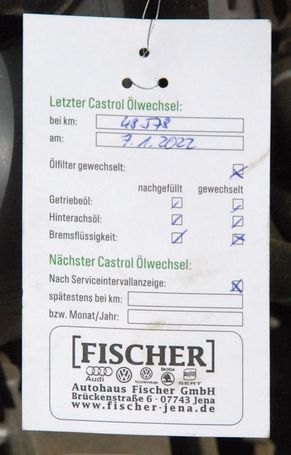 Letzter Castrol Ölwechsel:
bei km: 48 578
am: 7.1.2022
Ölfilter gewechselt:
nachgefüllt gewechselt
Getriebeöl:
Hinterachsöl:
Bremsflüssigkeit:
Nächster Castrol Ölwechsel:
Nach Serviceintervallanzeige:
spätestens bei km:
bzw. Monat/Jahr:
[FISCHER]
Audi ŠKODA SEAT
Autohaus Fischer GmbH
Brückenstraße 6 · 07743 Jena
www.fischer-jena.de